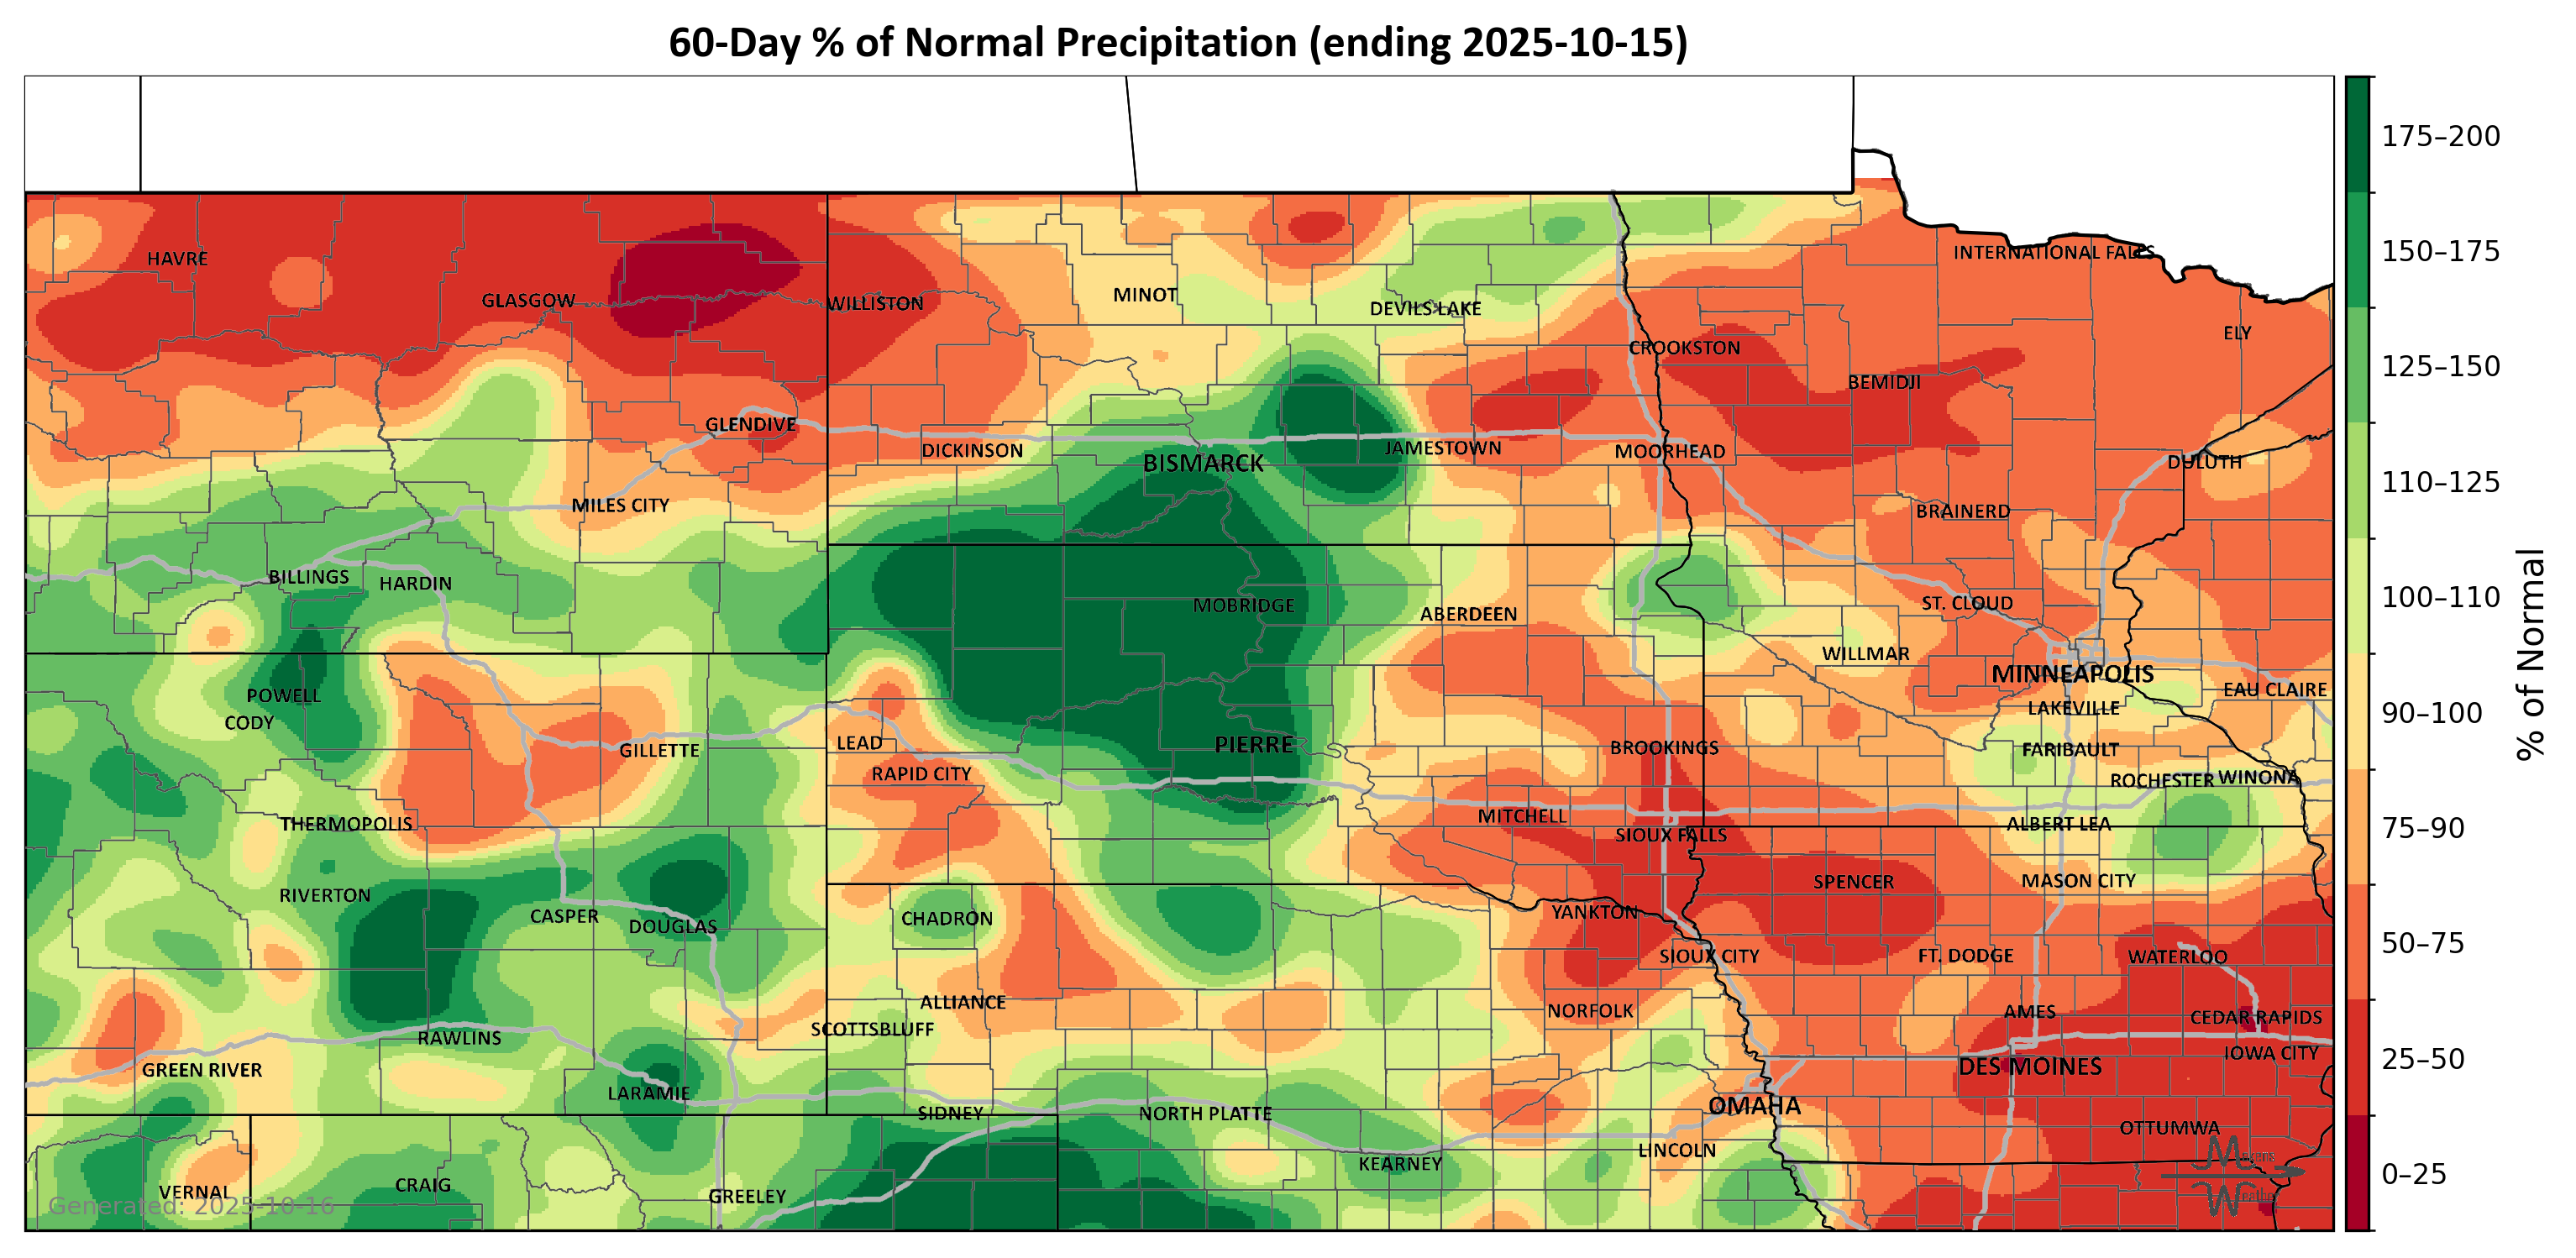 60-Day % of Normal Precipitation (ending 2025-10-15)
175–200
150–175
125–150
110–125
100–110
90–100
75–90
50–75
25–50
0–25
% of Normal
HAVRE
INTERNATIONAL FALLS
GLASGOW
WILLISTON
MINOT
DEVILS LAKE
ELY
CROOKSTON
BEMIDJI
GLENDIVE
DICKINSON
BISMARCK
JAMESTOWN
MOORHEAD
DULUTH
MILES CITY
BRAINERD
BILLINGS
HARDIN
MOBRIDGE
ABERDEEN
ST. CLOUD
WILLMAR
MINNEAPOLIS
POWELL
EAU CLAIRE
CODY
LAKEVILLE
GILLETTE
LEAD
PIERRE
BROOKINGS
FARIBAULT
RAPID CITY
ROCHESTER
WINONA
THERMOPOLIS
MITCHELL
SIOUX FALLS
ALBERT LEA
RIVERTON
SPENCER
MASON CITY
CASPER
DOUGLAS
CHADRON
YANKTON
SIOUX CITY
FT. DODGE
WATERLOO
ALLIANCE
NORFOLK
AMES
CEDAR RAPIDS
RAWLINS
SCOTTSBLUFF
IOWA CITY
GREEN RIVER
DES MOINES
LARAMIE
SIDNEY
NORTH PLATTE
OMAHA
OTTUMWA
KEARNEY
LINCOLN
VERNAL
CRAIG
GREELEY
Generated: 2025-10-16